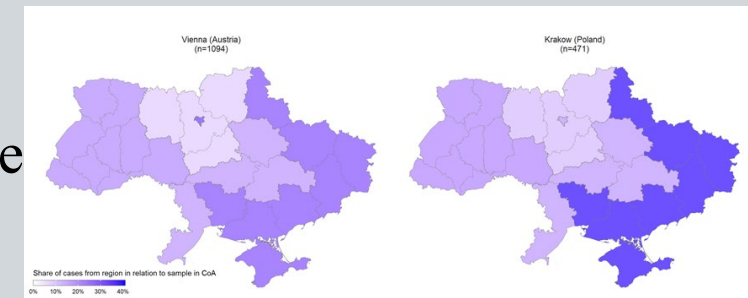 Vienna (Austria)
(n=1094)
Krakow (Poland)
(n=471)
e
Share of cases from region in relation to sample in CoA
0% 10% 20% 30% 40%